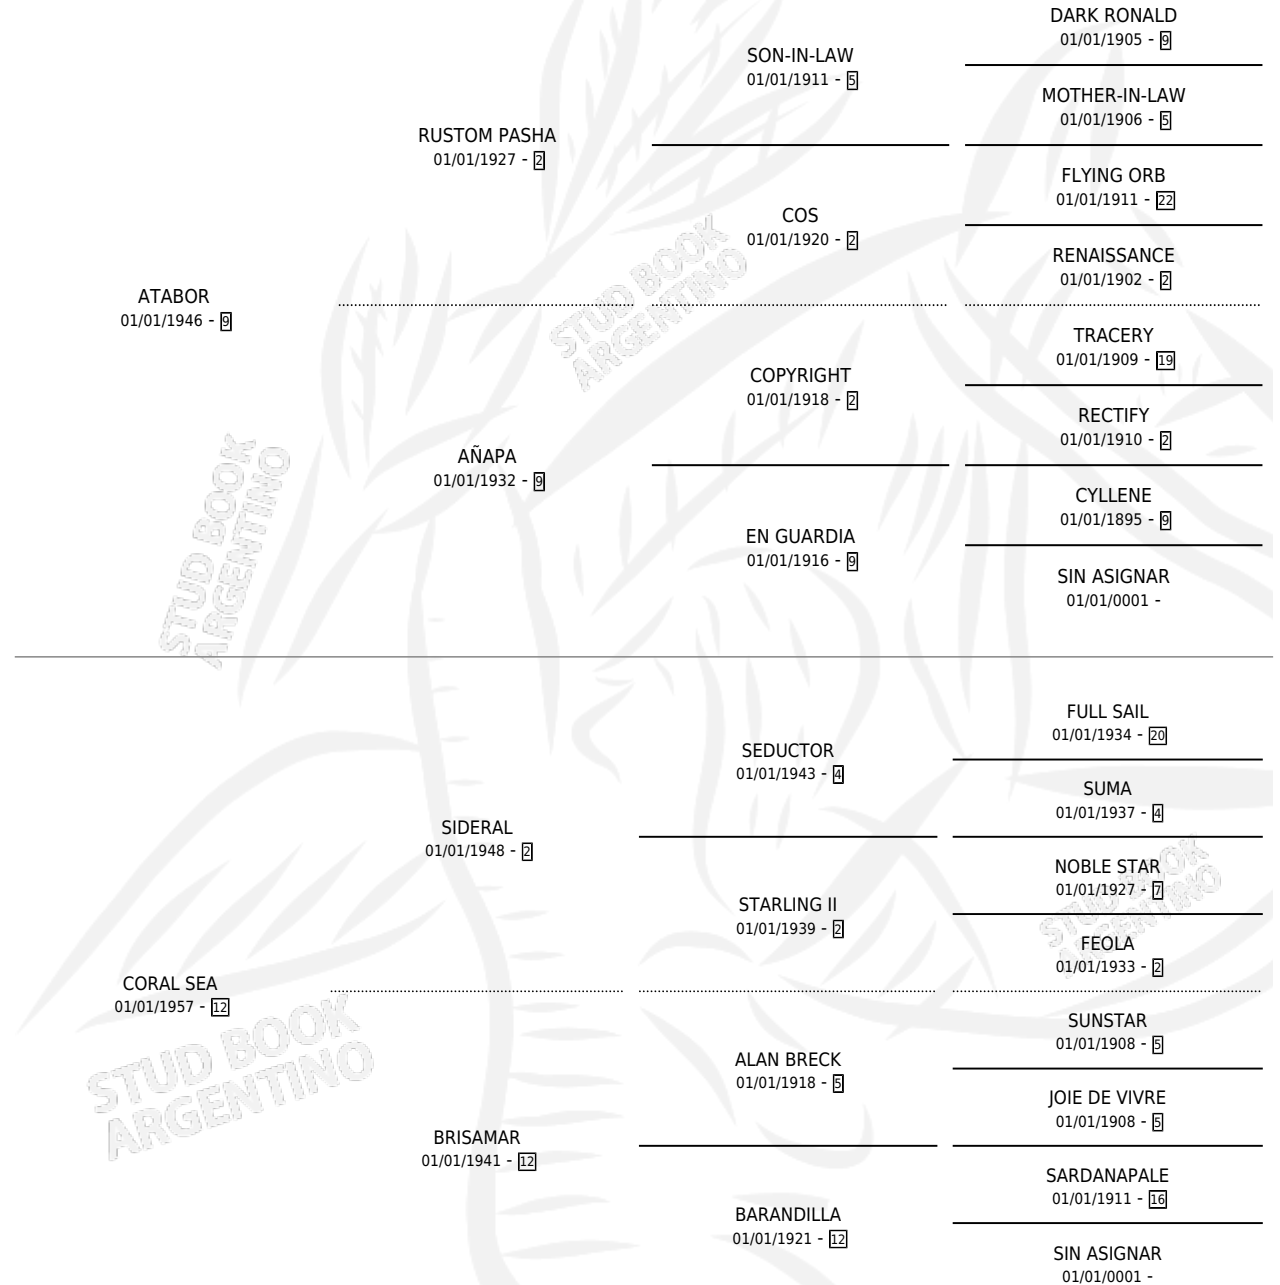 DARK RONALD
01/01/1905 - 9
SON-IN-LAW
01/01/1911 - 5
MOTHER-IN-LAW
01/01/1906 - 5
RUSTOM PASHA
01/01/1927 - 2
FLYING ORB
01/01/1911 - 22
COS
01/01/1920 - 2
RENAISSANCE
01/01/1902 - 2
ATABOR
01/01/1946 - 9
STUD BOOK
ARGENTINO
TRACERY
01/01/1909 - 19
COPYRIGHT
01/01/1918 - 2
RECTIFY
01/01/1910 - 2
AÑAPA
01/01/1932 - 9
CYLLENE
01/01/1895 - 9
EN GUARDIA
01/01/1916 - 9
SIN ASIGNAR
01/01/0001 -
STUD BOOK
ARGENTINO
FULL SAIL
01/01/1934 - 20
SEDUCTOR
01/01/1943 - 4
SUMA
01/01/1937 - 4
SIDERAL
01/01/1948 - 2
NOBLE STAR
01/01/1927 - 7
STARLING II
01/01/1939 - 2
FEOLA
01/01/1933 - 2
STUD BOOK
ARGENTINO
CORAL SEA
01/01/1957 - 12
SUNSTAR
01/01/1908 - 5
ALAN BRECK
01/01/1918 - 5
JOIE DE VIVRE
01/01/1908 - 5
STUD BOOK
ARGENTINO
BRISAMAR
01/01/1941 - 12
SARDANAPALE
01/01/1911 - 16
BARANDILLA
01/01/1921 - 12
SIN ASIGNAR
01/01/0001 -